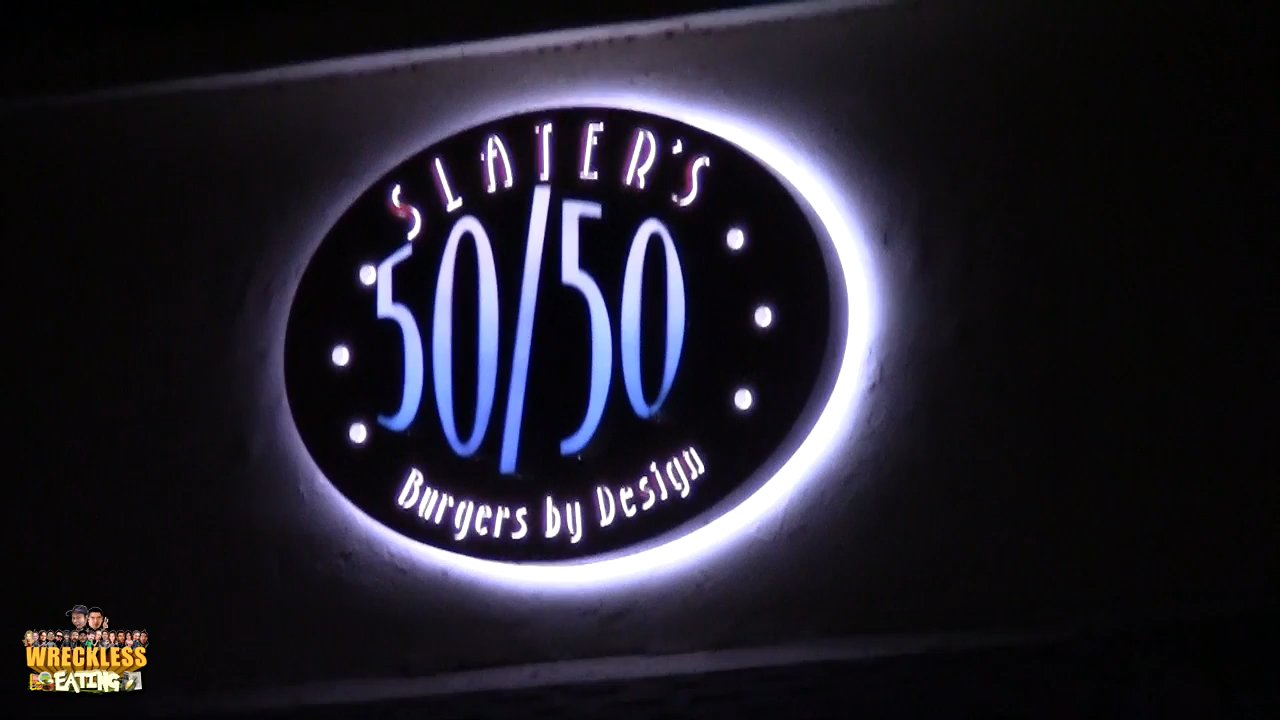 SLATER'S
50/50
Burgers by Design
WRECKLESS
EATING